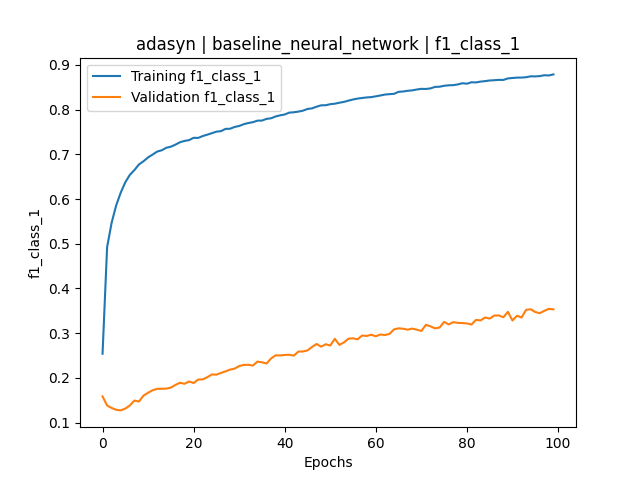 adasyn | baseline_neural_network | f1_class_1
Training f1_class_1
Validation f1_class_1
f1_class_1
0.9
0.8
0.7
0.6
0.5
0.4
0.3
0.2
0.1
0 20 40 60 80 100
Epochs